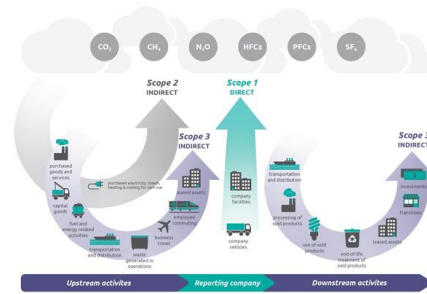 CO₂
CH₄
N₂O
HFCs
PFCs
SF₆
Scope 2
INDIRECT
Scope 1
DIRECT
Scope 3
INDIRECT
Scope 3
INDIRECT
purchased
goods and
services
capital
goods
fuel and
energy related
activities
transportation
and distribution
waste
generated in
operations
business
travel
employee
commuting
leased assets
purchased electricity, steam,
heating & cooling for own use
company
facilities
company
vehicles
transportation
and distribution
processing of
sold products
use of sold
products
end-of-life
treatment of
sold products
leased assets
franchises
investments
Upstream activites
Reporting company
Downstream activites